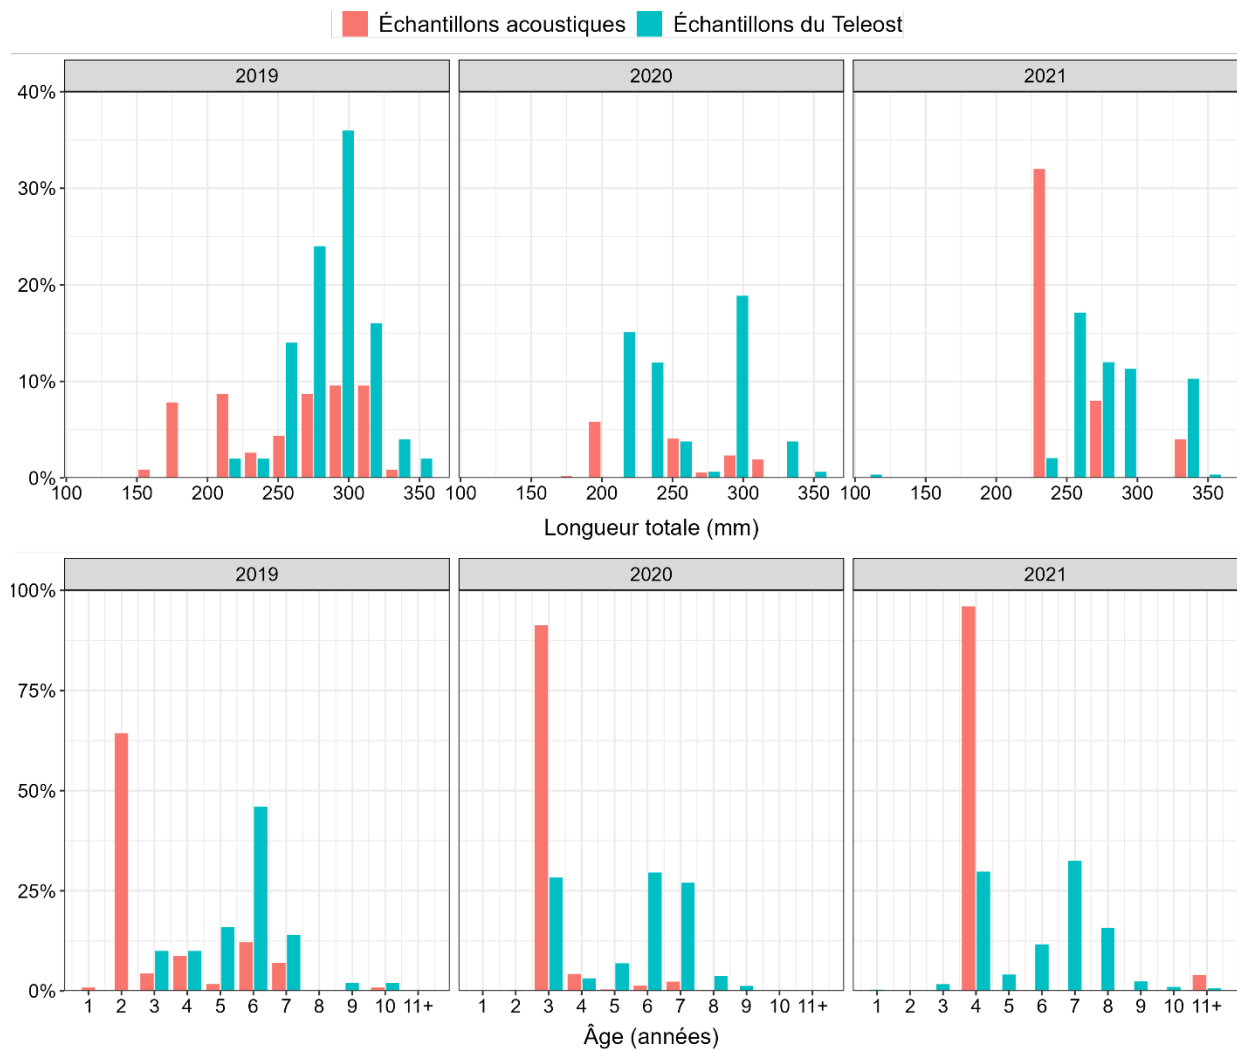 Échantillons acoustiques Échantillons du Teleost
2019 2020 2021
40%
30%
20%
10%
0%
100 150 200 250 300 350 100 150 200 250 300 350 100 150 200 250 300 350
Longueur totale (mm)
2019 2020 2021
100%
75%
50%
25%
0%
1 2 3 4 5 6 7 8 9 10 11+ 1 2 3 4 5 6 7 8 9 10 11+ 1 2 3 4 5 6 7 8 9 10 11+
Âge (années)